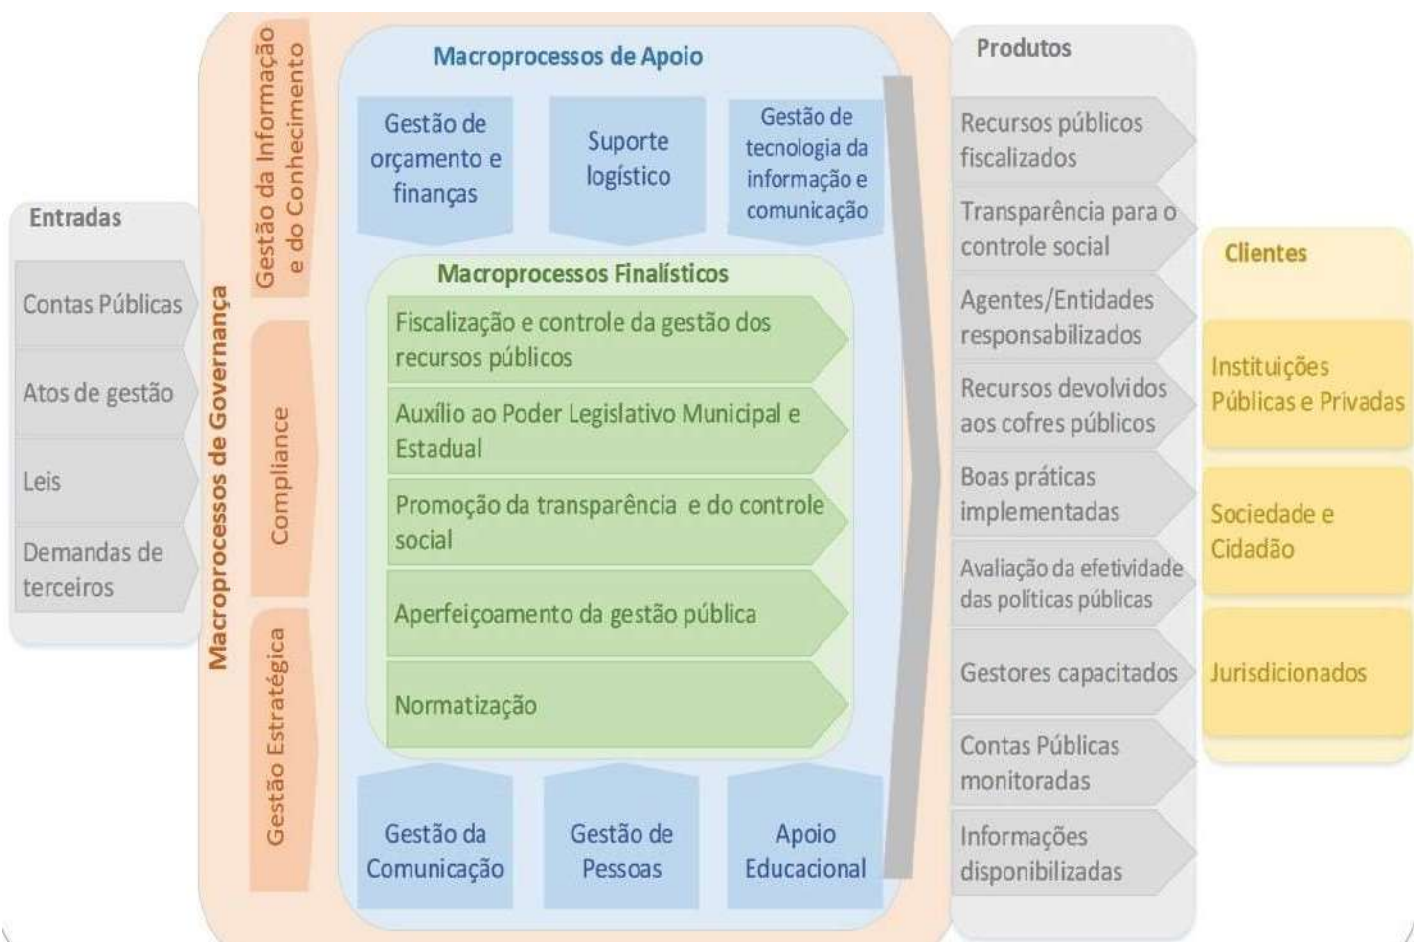 Entradas
Contas Públicas
Atos de gestão
Leis
Demandas de
terceiros
Macroprocessos de Governança
Gestão da Informação
e do Conhecimento
Compliance
Gestão Estratégica
Macroprocessos de Apoio
Gestão de
orçamento e
finanças
Suporte
logístico
Gestão de
tecnologia da
informação e
comunicação
Macroprocessos Finalísticos
Fiscalização e controle da gestão dos
recursos públicos
Auxílio ao Poder Legislativo Municipal e
Estadual
Promoção da transparência e do controle
social
Aperfeiçoamento da gestão pública
Normatização
Gestão da
Comunicação
Gestão de
Pessoas
Apoio
Educacional
Produtos
Recursos públicos
fiscalizados
Transparência para o
controle social
Agentes/Entidades
responsabilizados
Recursos devolvidos
aos cofres públicos
Boas práticas
implementadas
Avaliação da efetividade
das políticas públicas
Gestores capacitados
Contas Públicas
monitoradas
Informações
disponibilizadas
Clientes
Instituições
Públicas e Privadas
Sociedade e
Cidadão
Jurisdicionados